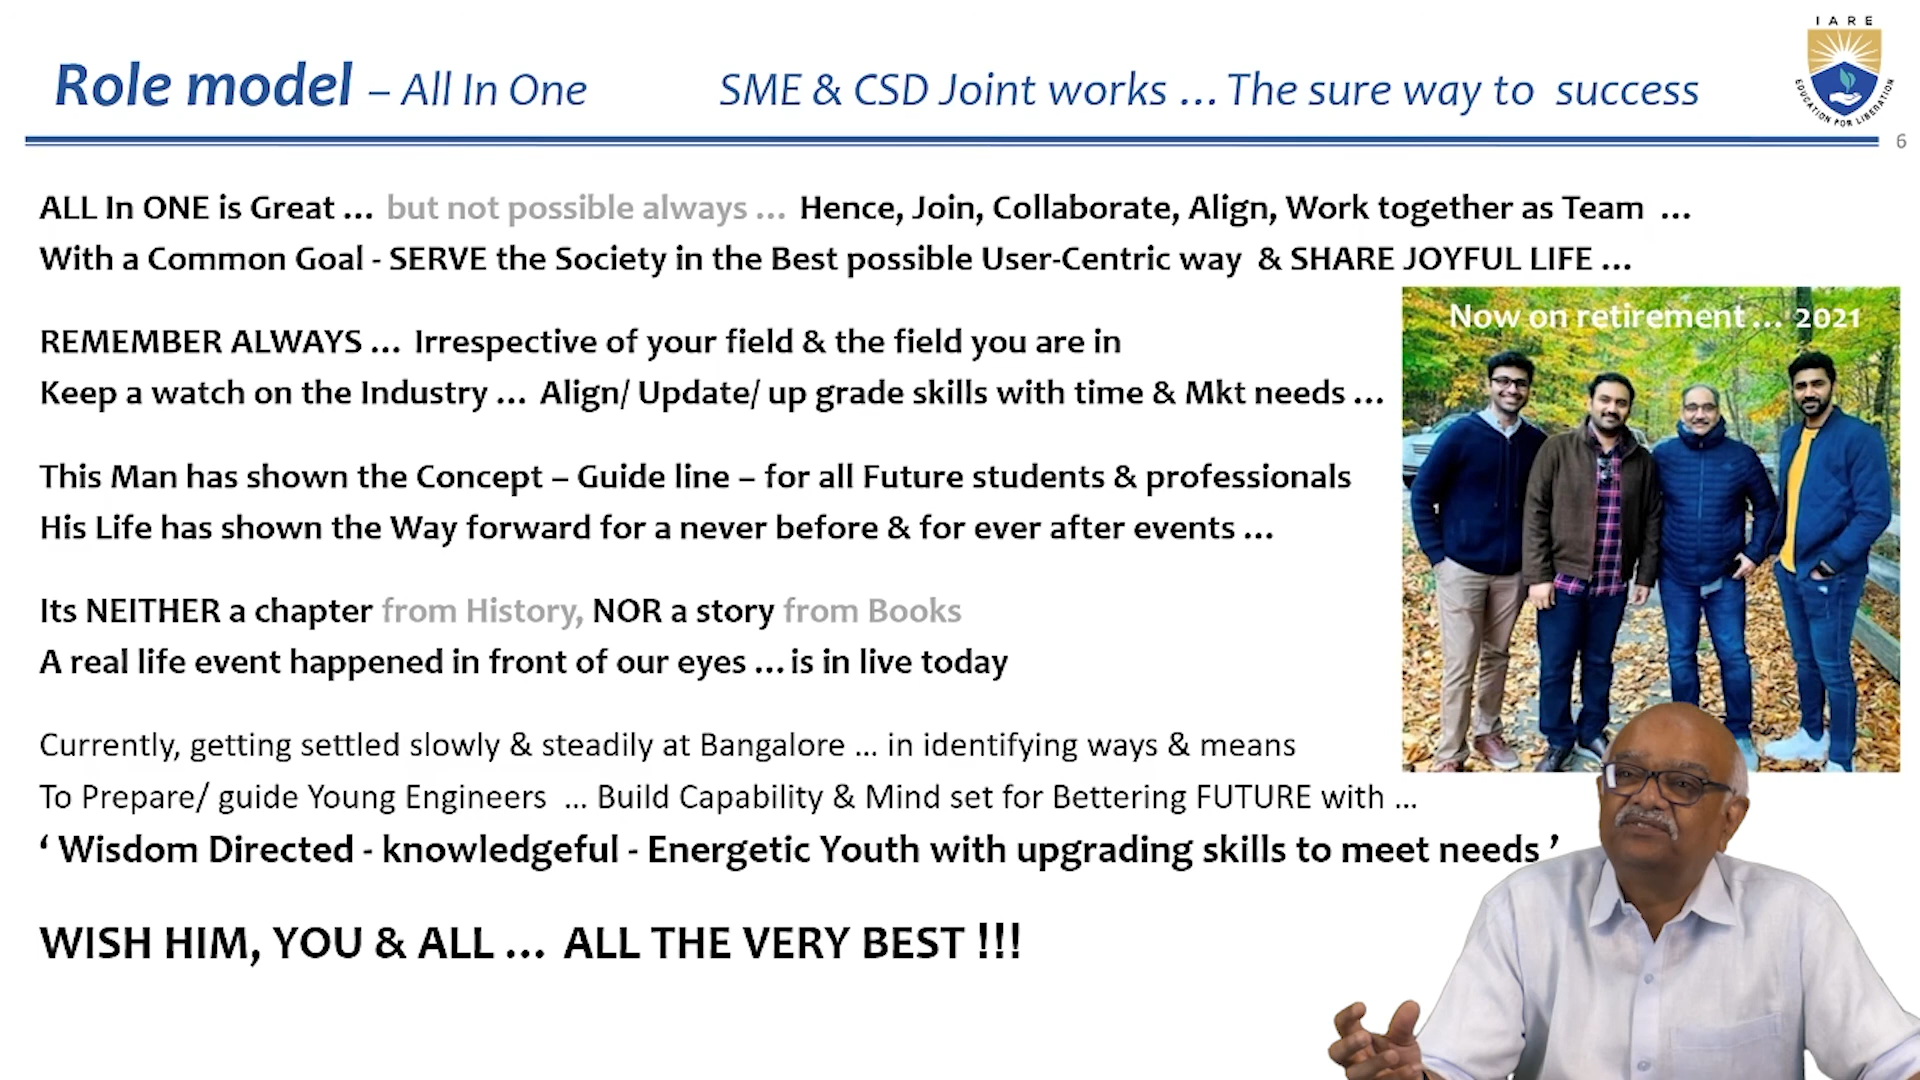 IARE
EDUCATION FOR LIBERATION
Role model – All In One SME & CSD Joint works ... The sure way to success
6
ALL In ONE is Great ... but not possible always ... Hence, Join, Collaborate, Align, Work together as Team ...
With a Common Goal - SERVE the Society in the Best possible User-Centric way & SHARE JOYFUL LIFE ...
Now on retirement ... 2021
REMEMBER ALWAYS ... Irrespective of your field & the field you are in
Keep a watch on the Industry ... Align/ Update/ up grade skills with time & Mkt needs ...
This Man has shown the Concept – Guide line – for all Future students & professionals
His Life has shown the Way forward for a never before & for ever after events ...
Its NEITHER a chapter from History, NOR a story from Books
A real life event happened in front of our eyes ... is in live today
Currently, getting settled slowly & steadily at Bangalore ... in identifying ways & means
To Prepare/ guide Young Engineers ... Build Capability & Mind set for Bettering FUTURE with ...
‘ Wisdom Directed - knowledgeful - Energetic Youth with upgrading skills to meet needs ’
WISH HIM, YOU & ALL ... ALL THE VERY BEST !!!